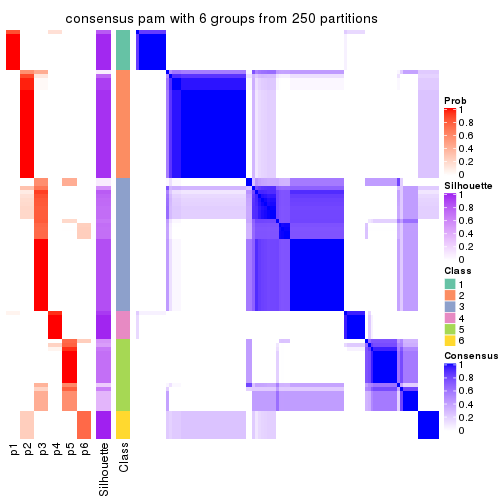 consensus pam with 6 groups from 250 partitions
Prob
1
0.8
0.6
0.4
0.2
0
Silhouette
1
0.8
0.6
0.4
0.2
0
Class
1
2
3
4
5
6
Consensus
1
0.8
0.6
0.4
0.2
0
p1
p2
p3
p4
p5
p6
Silhouette
Class